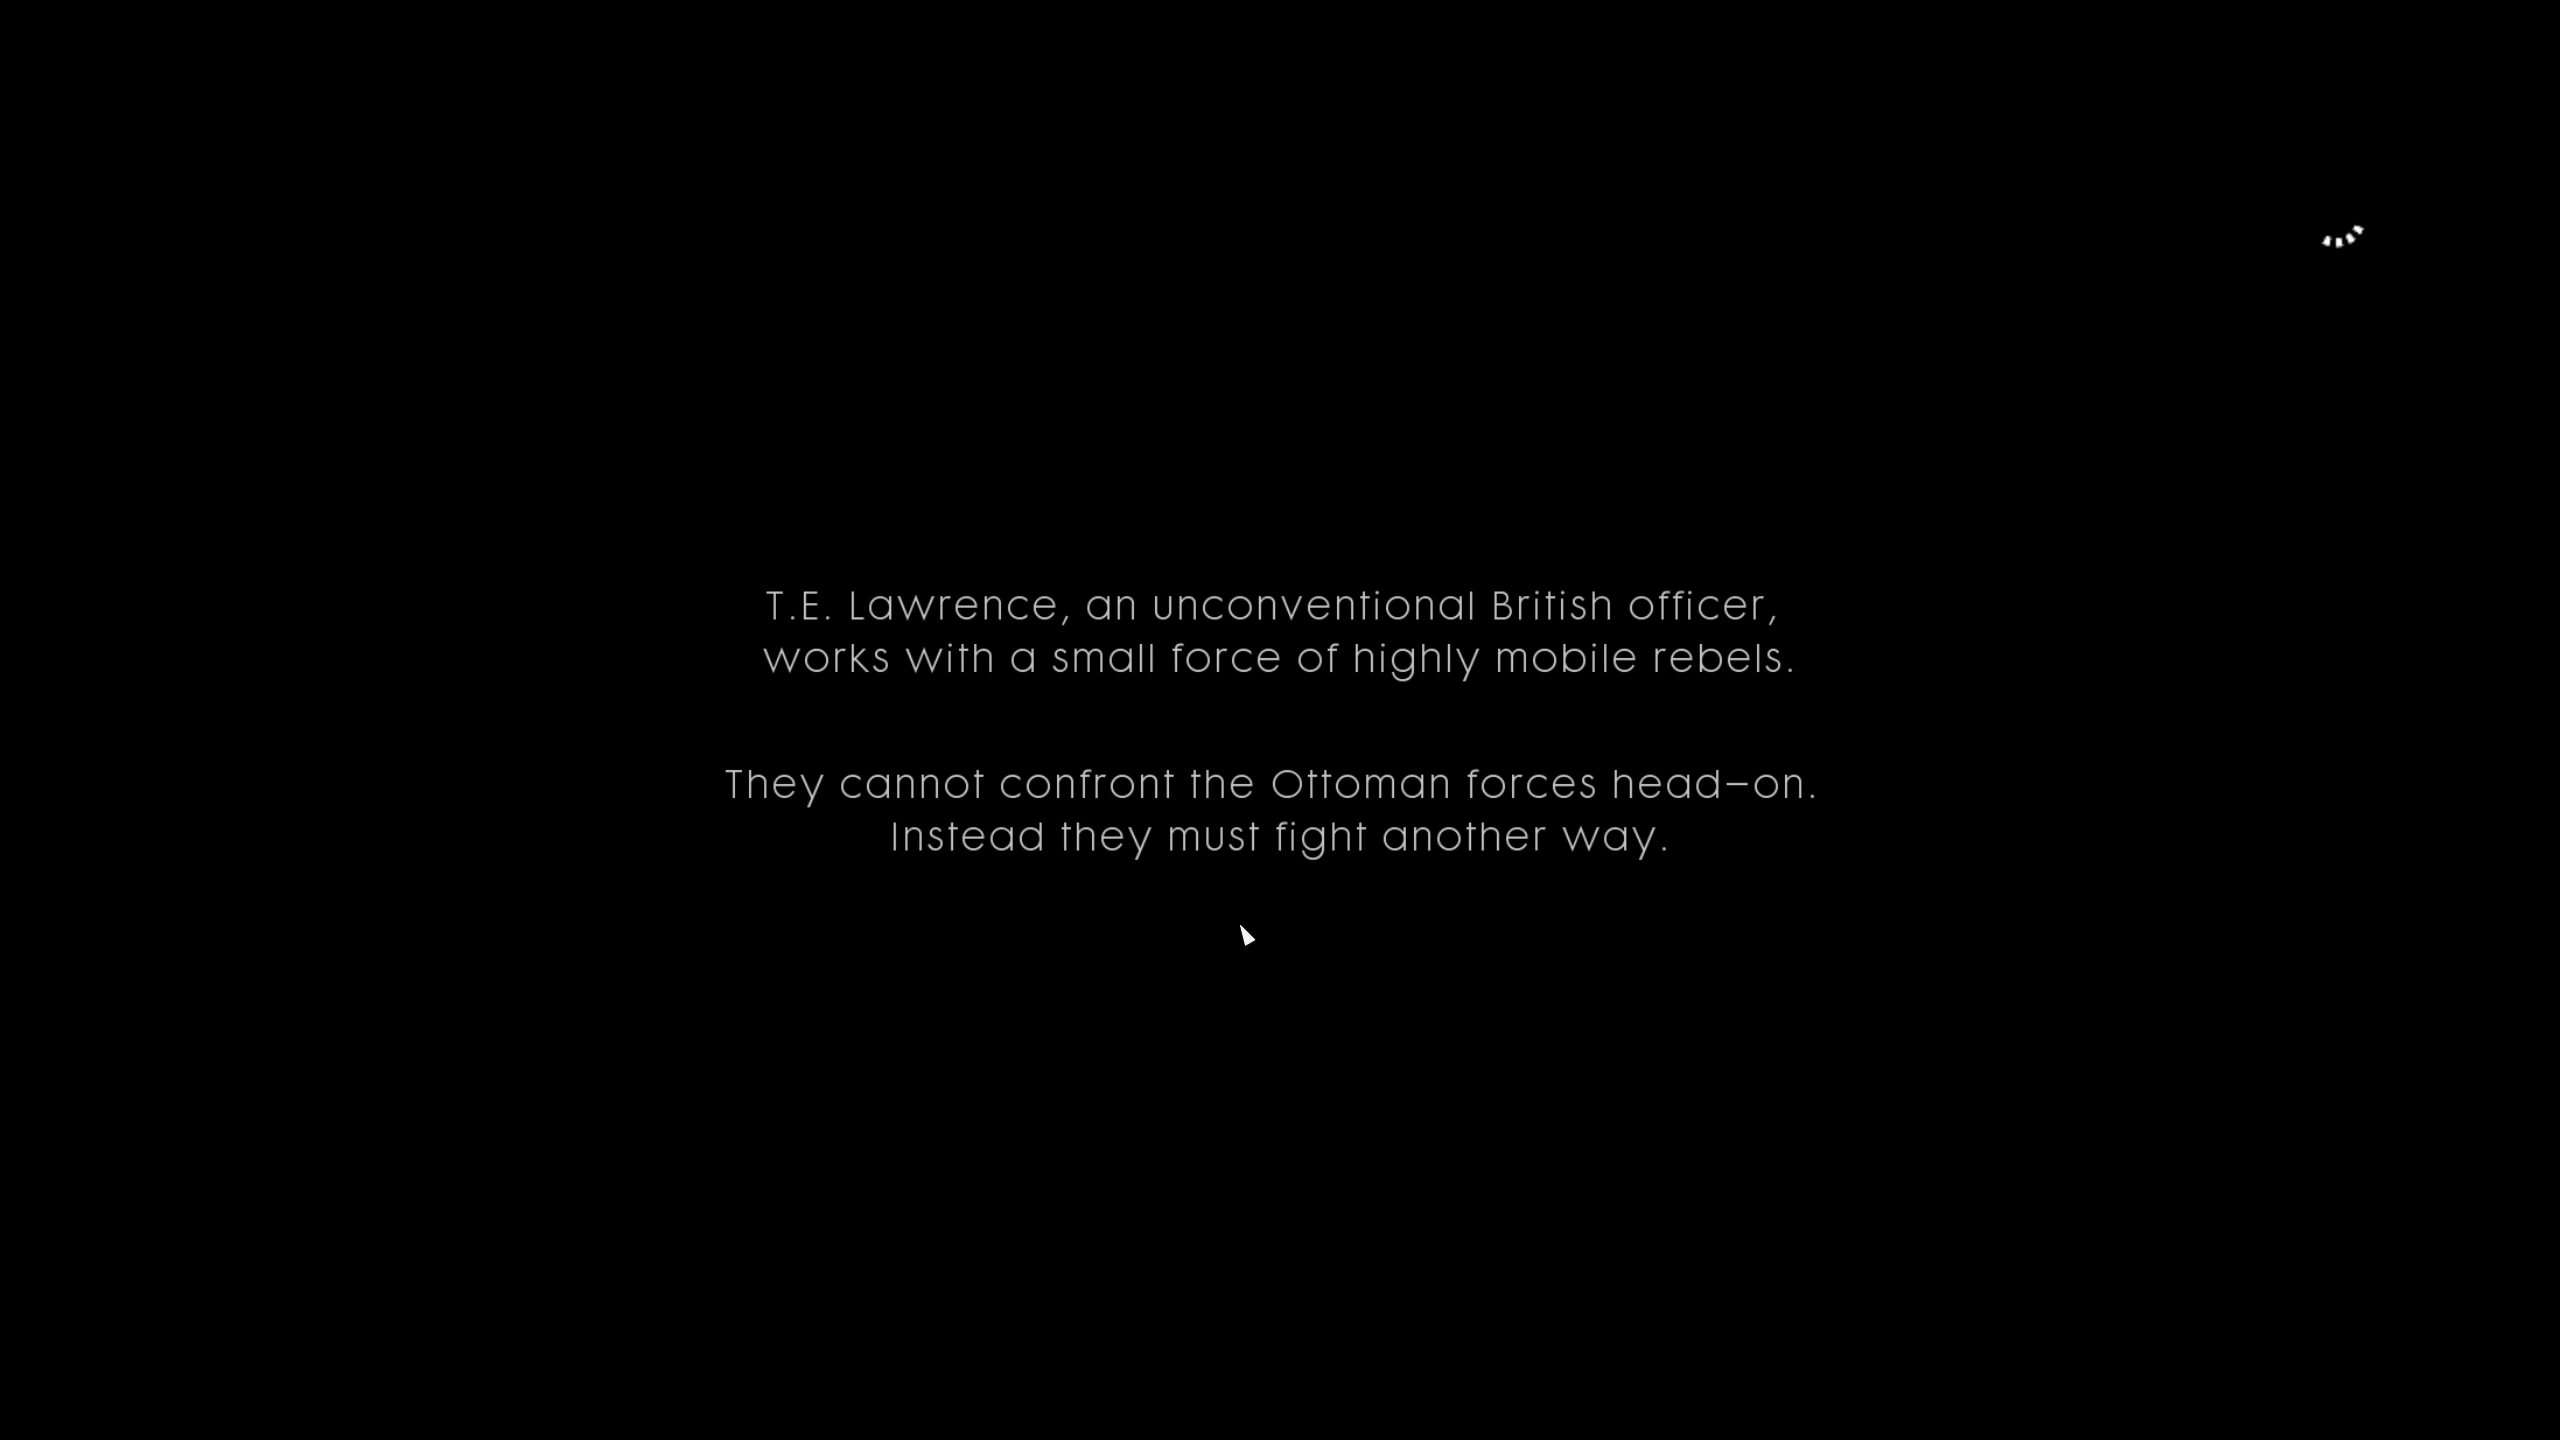 T.E. Lawrence, an unconventional British officer,
works with a small force of highly mobile rebels.
They cannot confront the Ottoman forces head–on.
Instead they must fight another way.